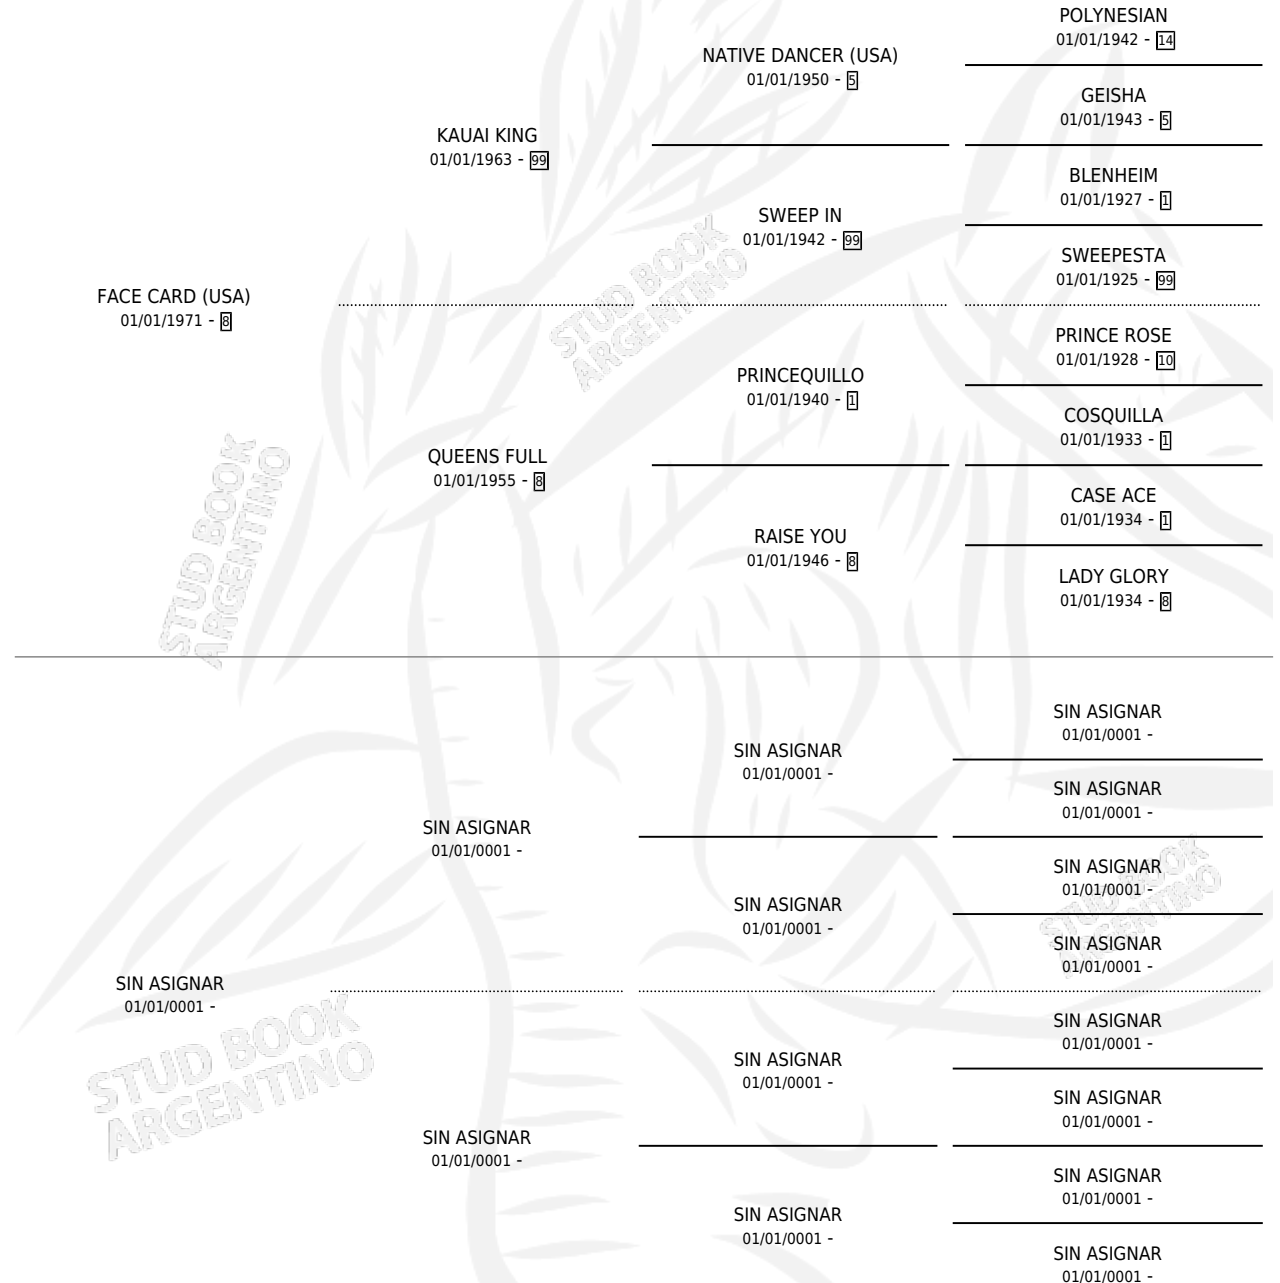 POLYNESIAN
01/01/1942 - 14
NATIVE DANCER (USA)
01/01/1950 - 5
GEISHA
01/01/1943 - 5
KAUAI KING
01/01/1963 - 99
BLENHEIM
01/01/1927 - 1
SWEEP IN
01/01/1942 - 99
SWEEPESTA
01/01/1925 - 99
FACE CARD (USA)
01/01/1971 - 8
STUD BOOK
ARGENTINO
PRINCE ROSE
01/01/1928 - 10
PRINCEQUILLO
01/01/1940 - 1
COSQUILLA
01/01/1933 - 1
QUEENS FULL
01/01/1955 - 8
CASE ACE
01/01/1934 - 1
RAISE YOU
01/01/1946 - 8
LADY GLORY
01/01/1934 - 8
STUD BOOK
ARGENTINO
SIN ASIGNAR
01/01/0001 -
SIN ASIGNAR
01/01/0001 -
SIN ASIGNAR
01/01/0001 -
SIN ASIGNAR
01/01/0001 -
SIN ASIGNAR
01/01/0001 -
SIN ASIGNAR
01/01/0001 -
STUD BOOK
ARGENTINO
SIN ASIGNAR
01/01/0001 -
SIN ASIGNAR
01/01/0001 -
SIN ASIGNAR
01/01/0001 -
SIN ASIGNAR
01/01/0001 -
SIN ASIGNAR
01/01/0001 -
STUD BOOK
ARGENTINO
SIN ASIGNAR
01/01/0001 -
SIN ASIGNAR
01/01/0001 -
SIN ASIGNAR
01/01/0001 -
SIN ASIGNAR
01/01/0001 -